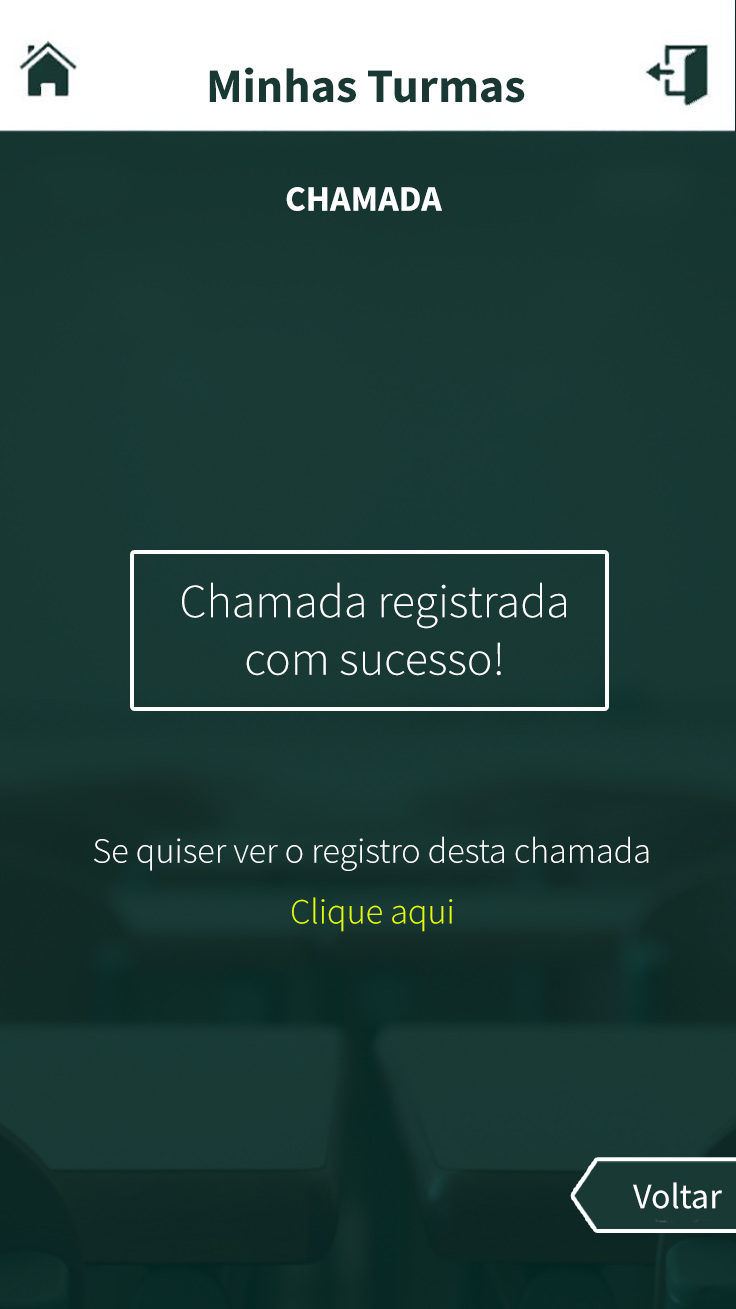 Minhas Turmas
CHAMADA
Chamada registrada
com sucesso!
Se quiser ver o registro desta chamada
Clique aqui
Voltar